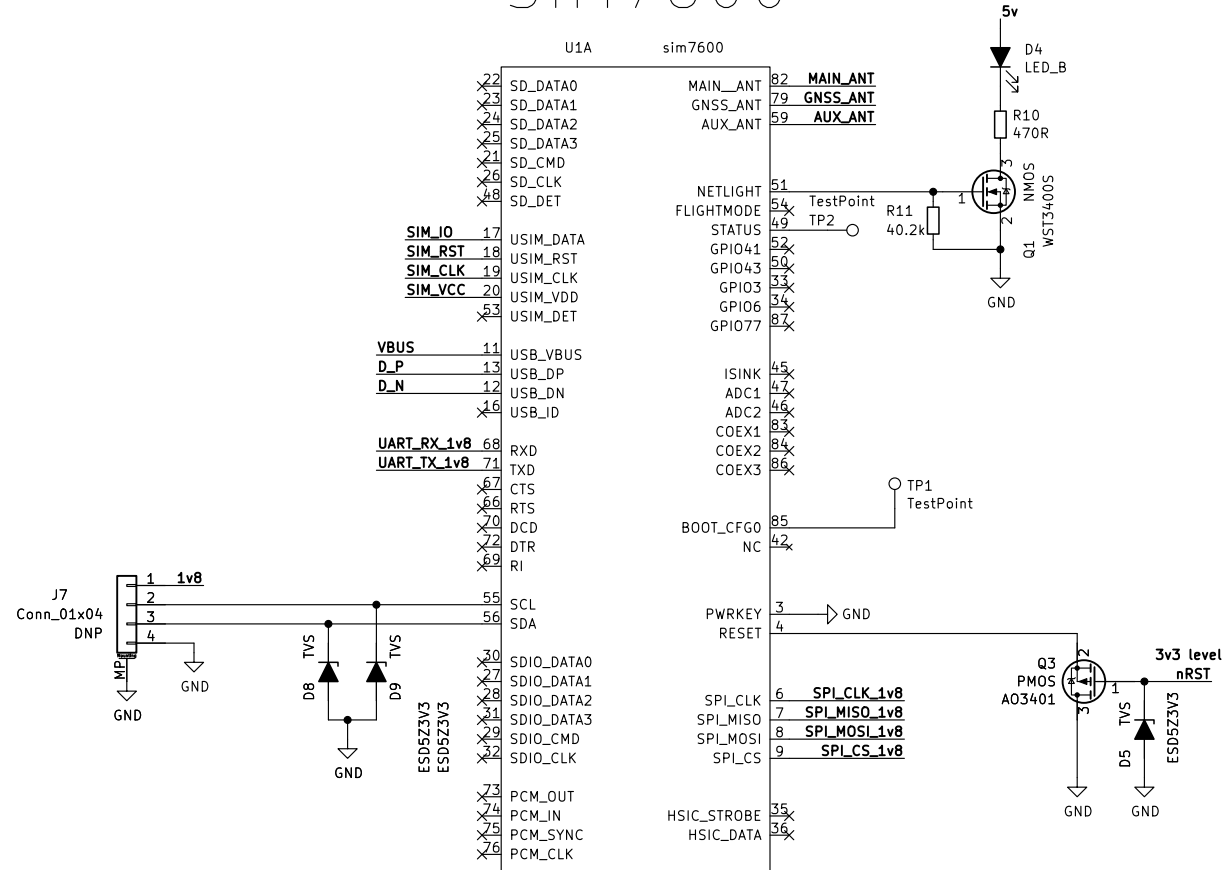 U1A sim7600
5v
D4
LED_B
R10
470R
3
NMOS
1
2
Q1
WST3400S
GND
R11
40.2k
TestPoint
TP2
22 SD_DATA0
23 SD_DATA1
24 SD_DATA2
25 SD_DATA3
21 SD_CMD
26 SD_CLK
48 SD_DET
SIM_IO 17 USIM_DATA
SIM_RST 18 USIM_RST
SIM_CLK 19 USIM_CLK
SIM_VCC 20 USIM_VDD
53 USIM_DET
VBUS 11 USB_VBUS
D_P 13 USB_DP
D_N 12 USB_DN
16 USB_ID
UART_RX_1v8 68 RXD
UART_TX_1v8 71 TXD
67 CTS
66 RTS
70 DCD
72 DTR
69 RI
55 SCL
56 SDA
30 SDIO_DATA0
27 SDIO_DATA1
28 SDIO_DATA2
31 SDIO_DATA3
29 SDIO_CMD
32 SDIO_CLK
73 PCM_OUT
74 PCM_IN
75 PCM_SYNC
76 PCM_CLK
MAIN__ANT 82 MAIN_ANT
GNSS_ANT 79 GNSS_ANT
AUX_ANT 59 AUX_ANT
NETLIGHT 51
FLIGHTMODE 54
STATUS 49
GPIO41 52
GPIO43 50
GPIO3 33
GPIO6 34
GPIO77 87
ISINK 45
ADC1 47
ADC2 46
COEX1 83
COEX2 84
COEX3 86
BOOT_CFG0 85
NC 42
TP1
TestPoint
PWRKEY 3 GND
RESET 4
SPI_CLK 6 SPI_CLK_1v8
SPI_MISO 7 SPI_MISO_1v8
SPI_MOSI 8 SPI_MOSI_1v8
SPI_CS 9 SPI_CS_1v8
HSIC_STROBE 35
HSIC_DATA 36
J7
Conn_01x04
DNP
1 1v8
2
3
4
MP
GND
GND
D8
TVS
D9
TVS
ESD5Z3V3
ESD5Z3V3
GND
Q3
PMOS
AO3401
2
1
3
3v3 level
nRST
D5
TVS
ESD5Z3V3
GND
GND